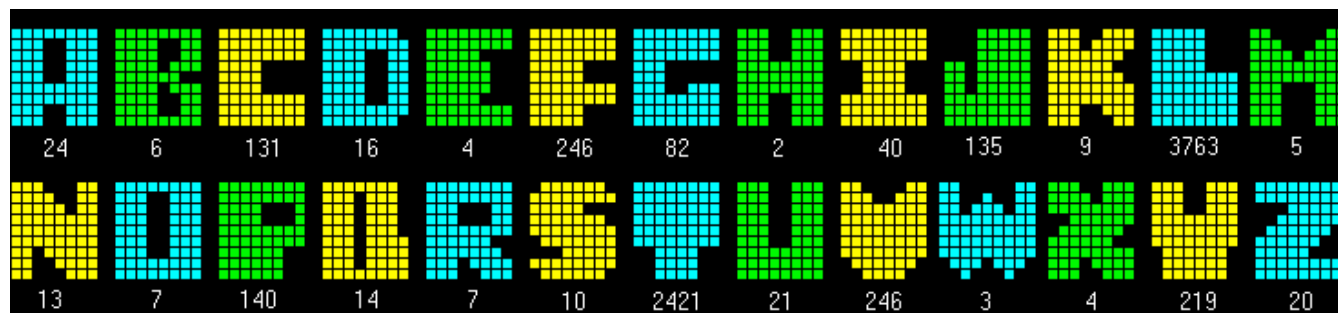 A B C D E F G H I J K L M
24 6 131 16 4 246 82 2 40 135 9 3763 5
N O P Q R S T U V W X Y Z
13 7 140 14 7 10 2421 21 246 3 4 219 20